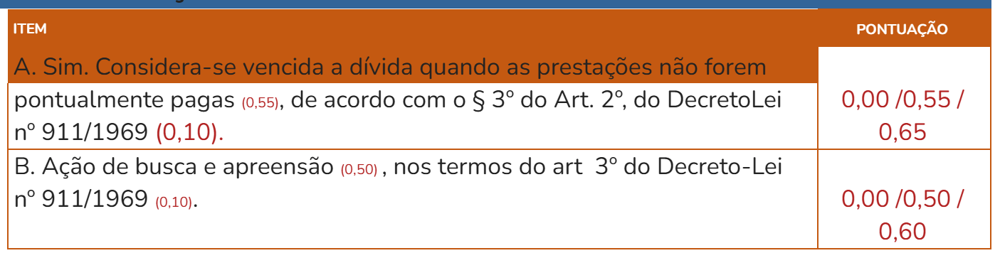 ITEM
PONTUAÇÃO
A. Sim. Considera-se vencida a dívida quando as prestações não forem
pontualmente pagas (0,55), de acordo com o § 3º do Art. 2º, do DecretoLei
nº 911/1969 (0,10).
0,00 /0,55 /
0,65
B. Ação de busca e apreensão (0,50) , nos termos do art  3º do Decreto-Lei
nº 911/1969 (0,10).
0,00 /0,50 /
0,60